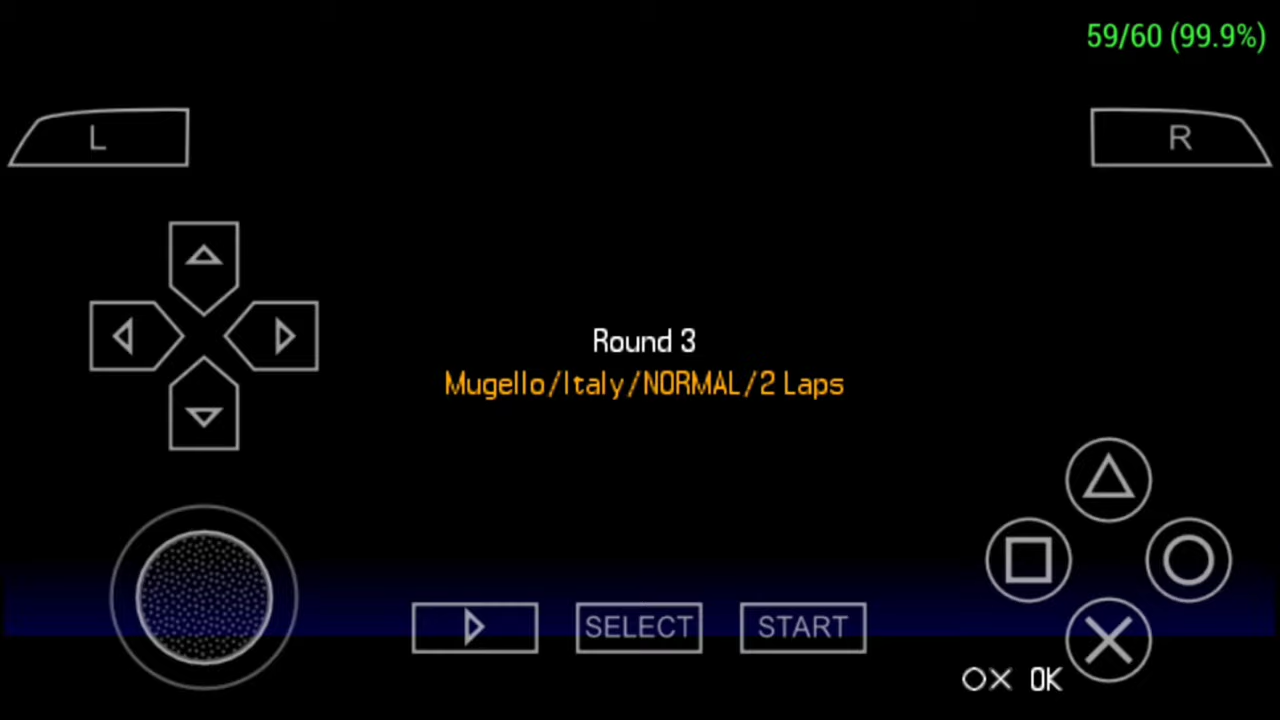 59/60 (99.9%)
L
R
Round 3
Mugello/Italy/NORMAL/2 Laps
SELECT
START
○× OK